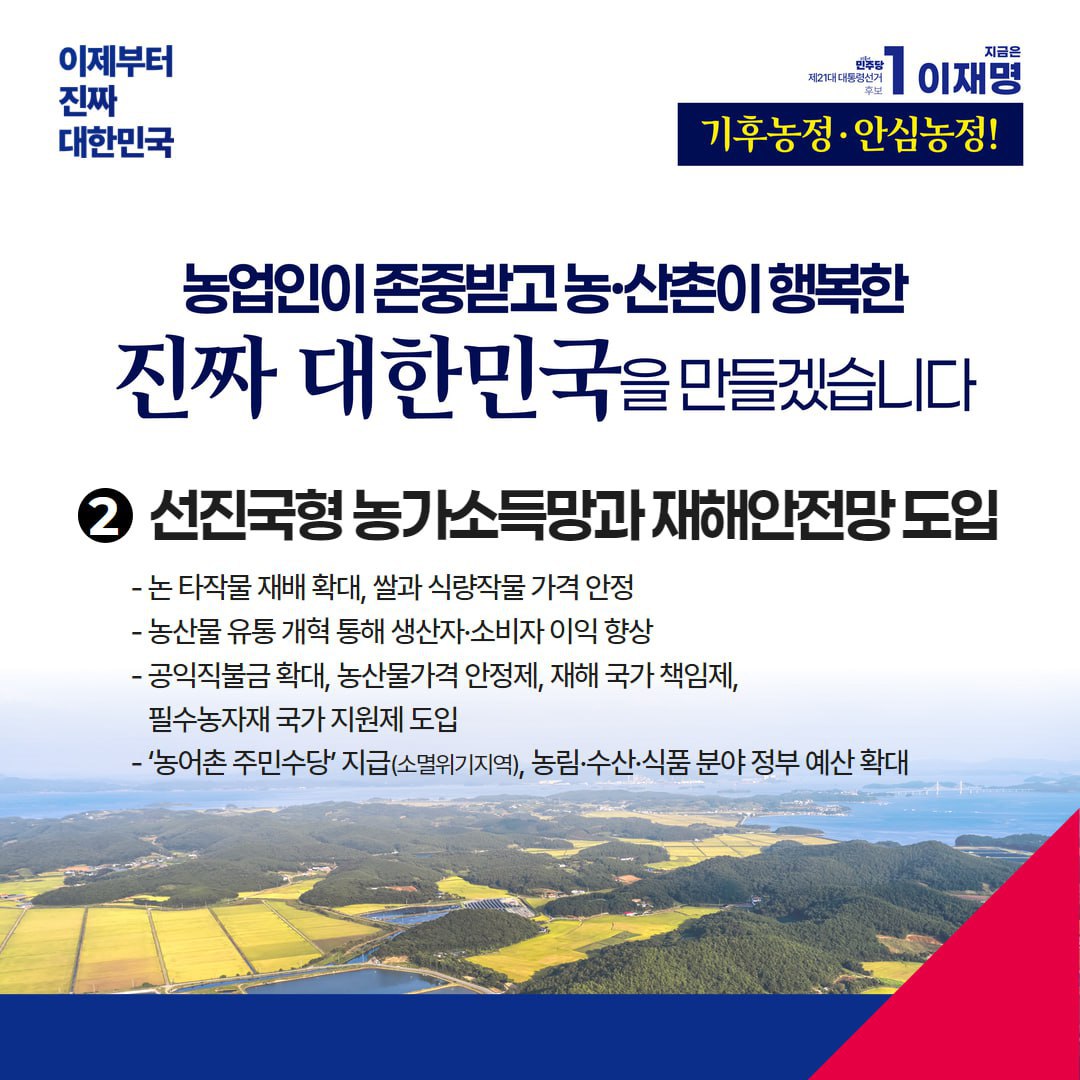 이제부터
진짜
대한민국
지금은
민주당
제21대 대통령선거
후보
1 이재명
기후농정·안심농정!
농업인이 존중받고 농·산촌이 행복한
진짜 대한민국을 만들겠습니다
2 선진국형 농가소득망과 재해안전망 도입
- 논 타작물 재배 확대, 쌀과 식량작물 가격 안정
- 농산물 유통 개혁 통해 생산자·소비자 이익 향상
- 공익직불금 확대, 농산물가격 안정제, 재해 국가 책임제,
필수농자재 국가 지원제 도입
- ‘농어촌 주민수당’ 지급(소멸위기지역), 농림·수산·식품 분야 정부 예산 확대